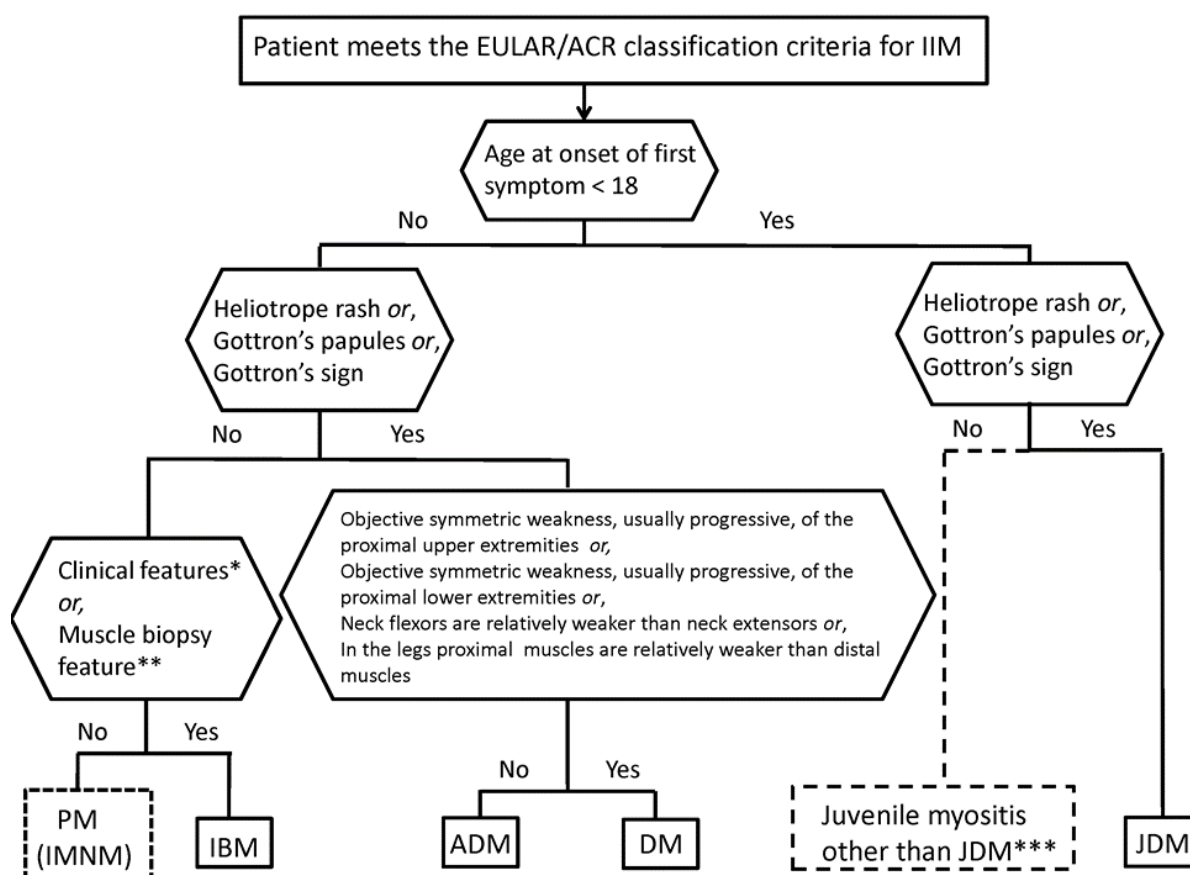 Patient meets the EULAR/ACR classification criteria for IIM
Age at onset of first
symptom < 18
No
Yes
Heliotrope rash or,
Gottron’s papules or,
Gottron’s sign
Heliotrope rash or,
Gottron’s papules or,
Gottron’s sign
No
Yes
No
Yes
Clinical features*
or,
Muscle biopsy
feature**
Objective symmetric weakness, usually progressive, of the
proximal upper extremities or,
Objective symmetric weakness, usually progressive, of the
proximal lower extremities or,
Neck flexors are relatively weaker than neck extensors or,
In the legs proximal muscles are relatively weaker than distal
muscles
No
Yes
No
Yes
PM
(IMNM)
IBM
ADM
DM
Juvenile myositis
other than JDM***
JDM